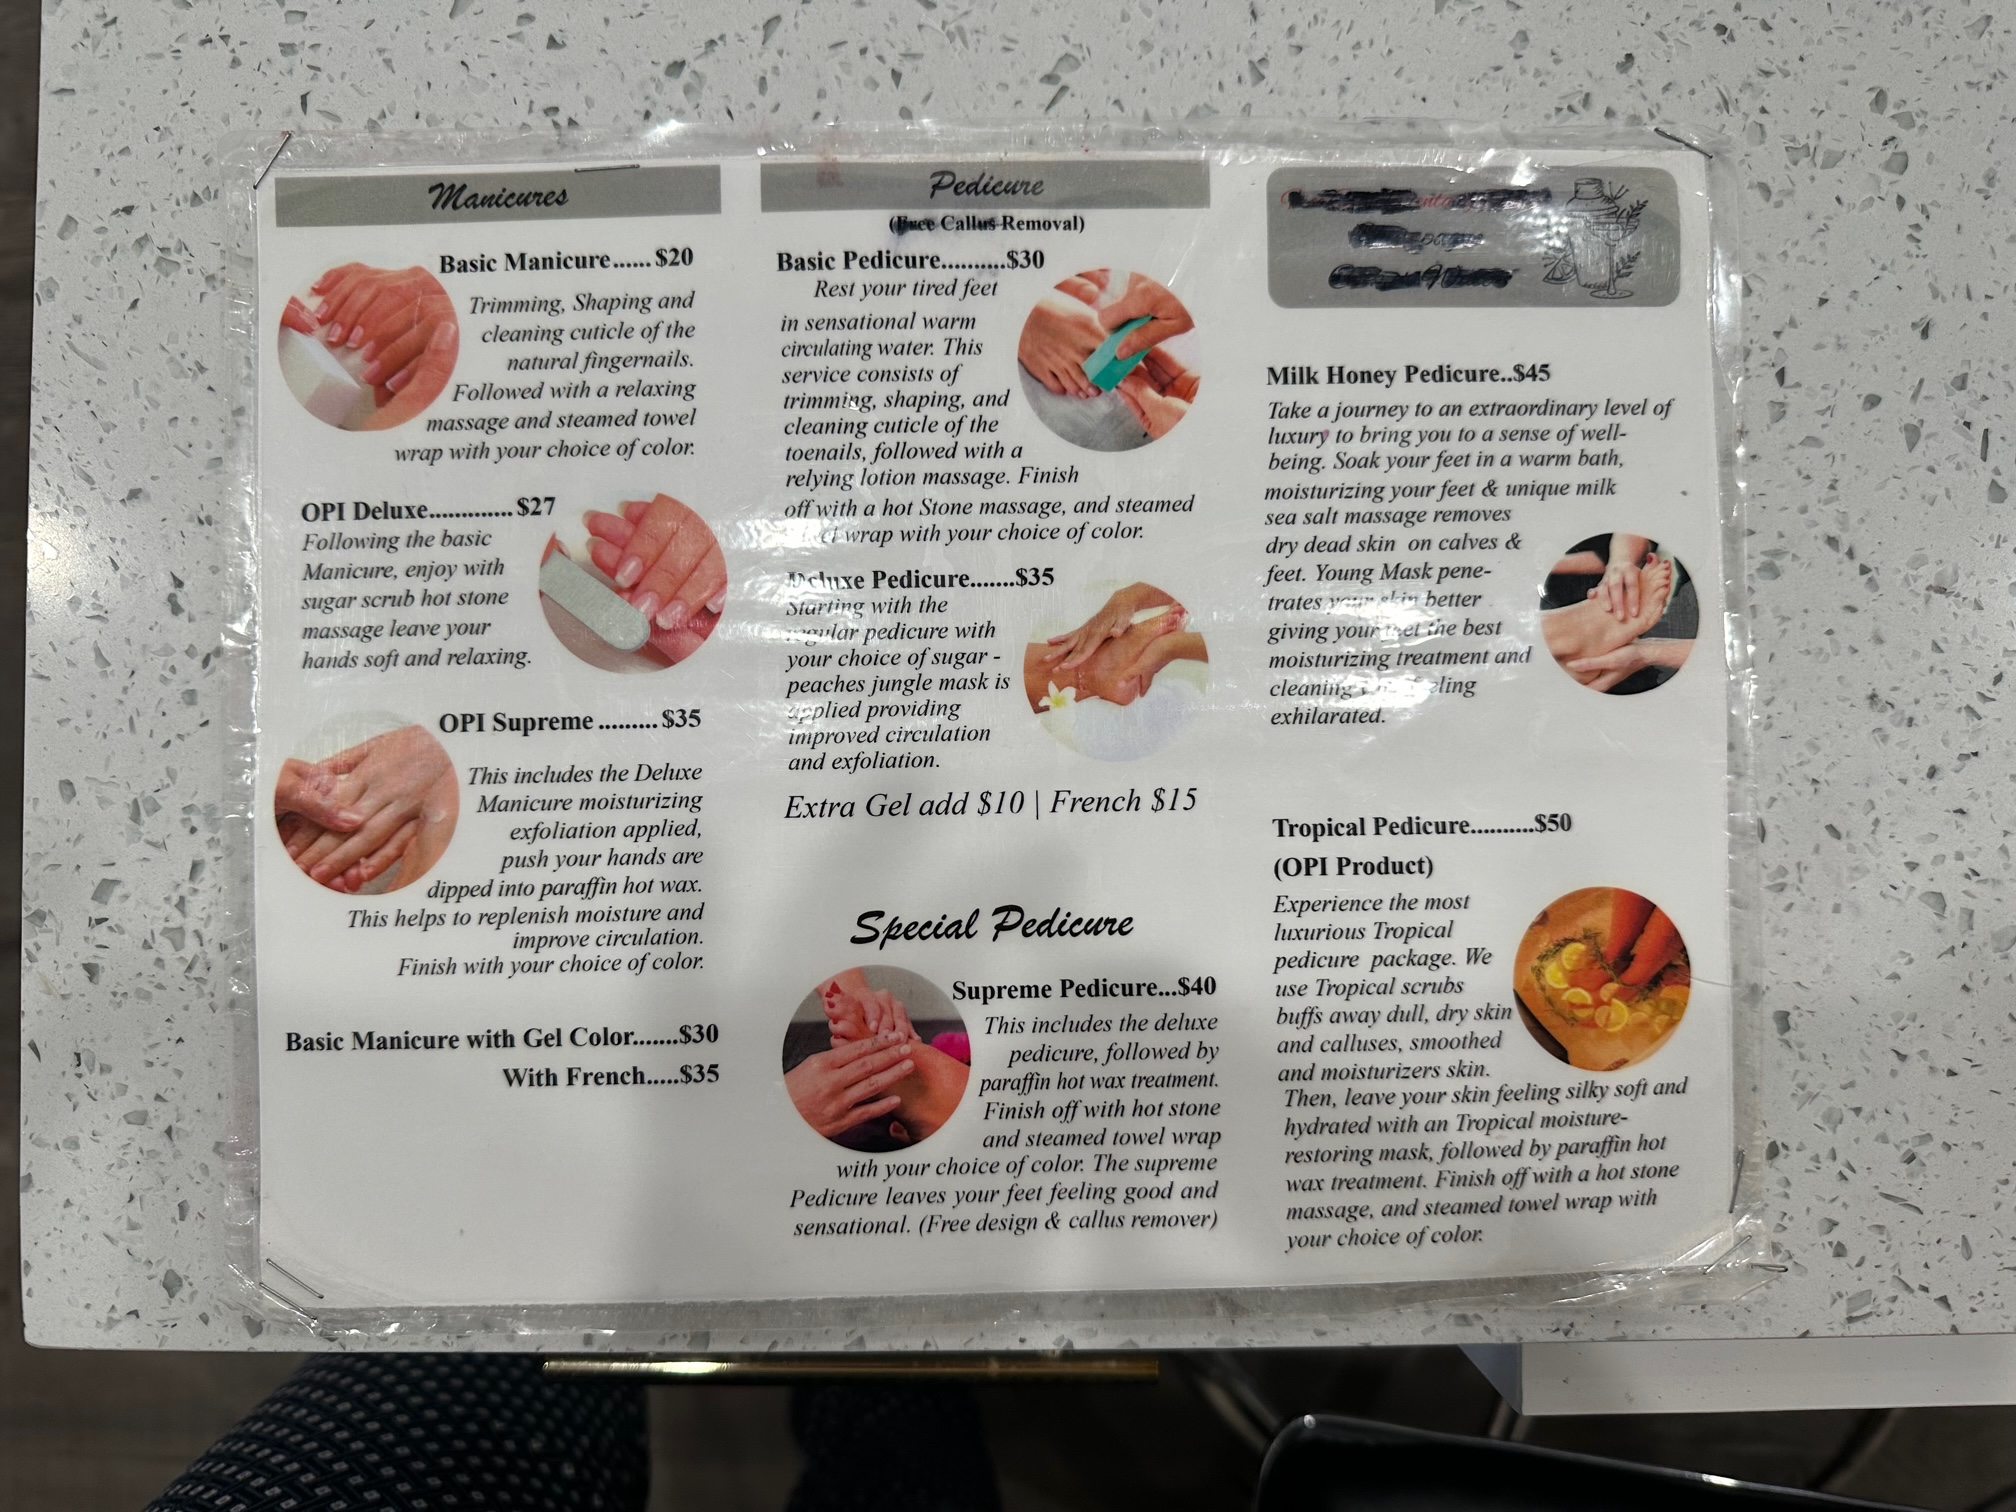 Manicures
Basic Manicure...... $20
Trimming, Shaping and
cleaning cuticle of the
natural fingernails.
Followed with a relaxing
massage and steamed towel
wrap with your choice of color.
OPI Deluxe............. $27
Following the basic
Manicure, enjoy with
sugar scrub hot stone
massage leave your
hands soft and relaxing.
OPI Supreme ......... $35
This includes the Deluxe
Manicure moisturizing
exfoliation applied,
push your hands are
dipped into paraffin hot wax.
This helps to replenish moisture and
improve circulation.
Finish with your choice of color.
Basic Manicure with Gel Color.......$30
With French.....$35
Pedicure
(Free Callus Removal)
Basic Pedicure..........$30
Rest your tired feet
in sensational warm
circulating water. This
service consists of
trimming, shaping, and
cleaning cuticle of the
toenails, followed with a
relying lotion massage. Finish
off with a hot Stone massage, and steamed
wrap with your choice of color.
Deluxe Pedicure.......$35
Starting with the
regular pedicure with
your choice of sugar -
peaches jungle mask is
applied providing
improved circulation
and exfoliation.
Extra Gel add $10 | French $15
Special Pedicure
Supreme Pedicure...$40
This includes the deluxe
pedicure, followed by
paraffin hot wax treatment.
Finish off with hot stone
and steamed towel wrap
with your choice of color. The supreme
Pedicure leaves your feet feeling good and
sensational. (Free design & callus remover)
Milk Honey Pedicure..$45
Take a journey to an extraordinary level of
luxury to bring you to a sense of well-
being. Soak your feet in a warm bath,
moisturizing your feet & unique milk
sea salt massage removes
dry dead skin on calves &
feet. Young Mask pene-
trates your skin better
giving your feet the best
moisturizing treatment and
cleaning feeling
exhilarated.
Tropical Pedicure..........$50
(OPI Product)
Experience the most
luxurious Tropical
pedicure package. We
use Tropical scrubs
buffs away dull, dry skin
and calluses, smoothed
and moisturizers skin.
Then, leave your skin feeling silky soft and
hydrated with an Tropical moisture-
restoring mask, followed by paraffin hot
wax treatment. Finish off with a hot stone
massage, and steamed towel wrap with
your choice of color.